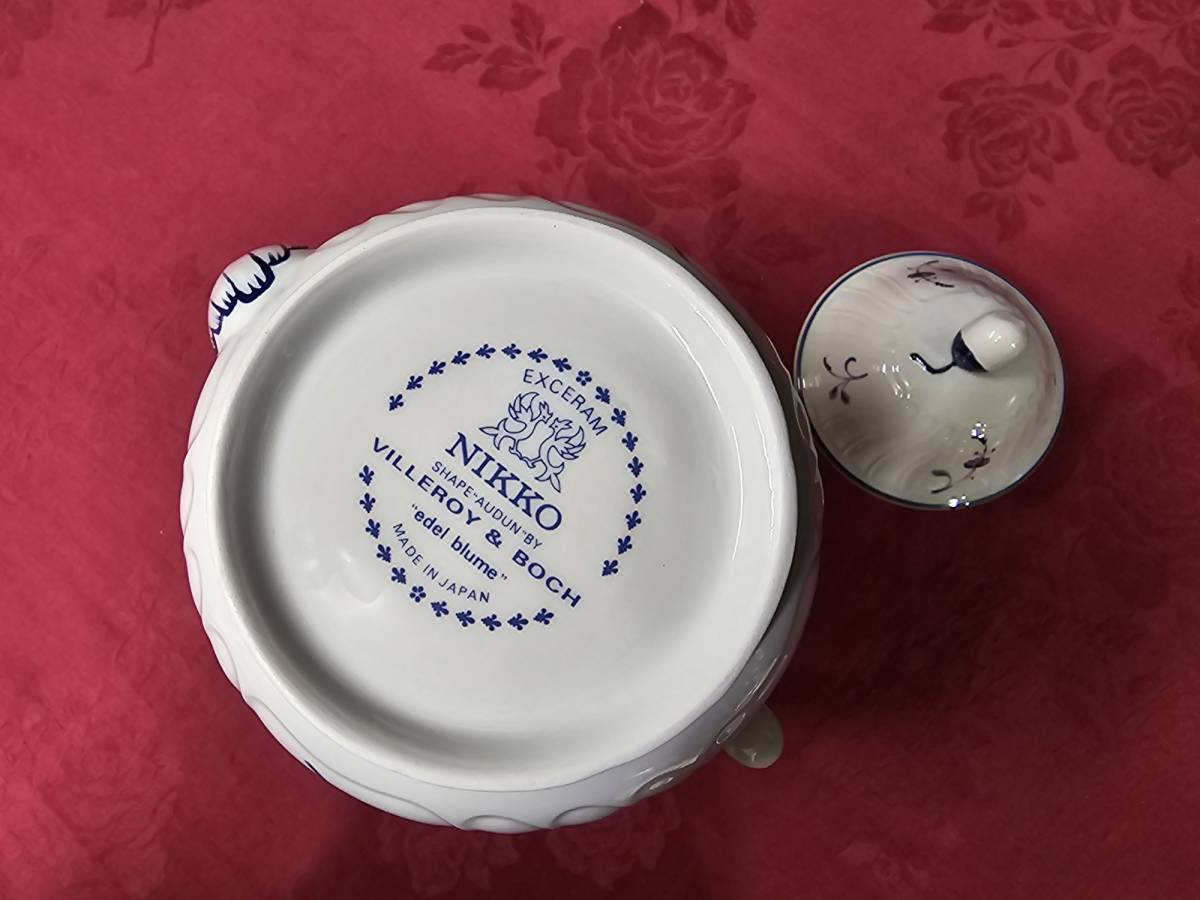 EXCERAM
NIKKO
SHAPE "AUDUN" BY
VILLEROY & BOCH
"edel blume"
MADE IN JAPAN